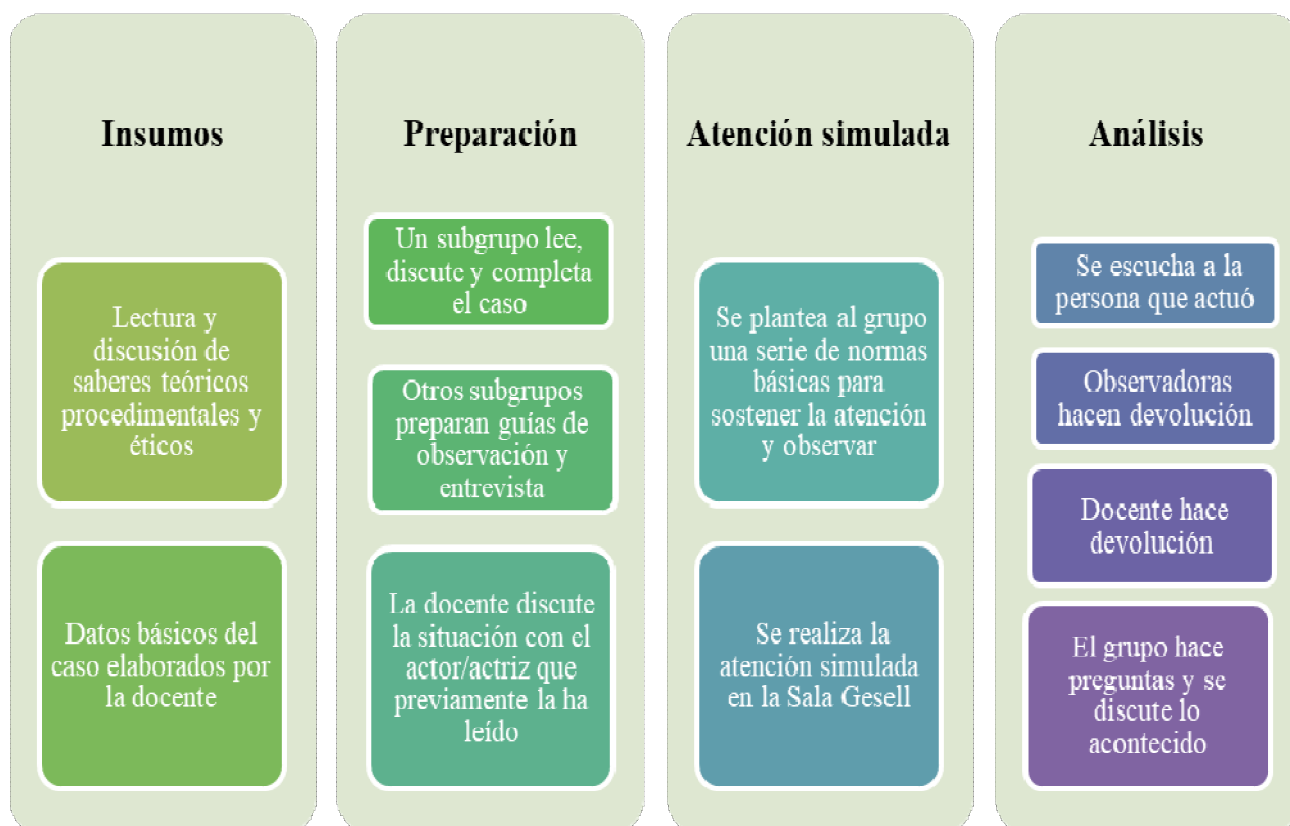 Insumos
Lectura y
discusión de
saberes teóricos
procedimentales y
éticos
Datos básicos del
caso elaborados por
la docente
Preparación
Un subgrupo lee,
discute y completa
el caso
Otros subgrupos
preparan guías de
observación y
entrevista
La docente discute
la situación con el
actor/actriz que
previamente la ha
leído
Atención simulada
Se plantea al grupo
una serie de normas
básicas para
sostener la atención
y observar
Se realiza la
atención simulada
en la Sala Gesell
Análisis
Se escucha a la
persona que actuó
Observadoras
hacen devolución
Docente hace
devolución
El grupo hace
preguntas y se
discute lo
acontecido